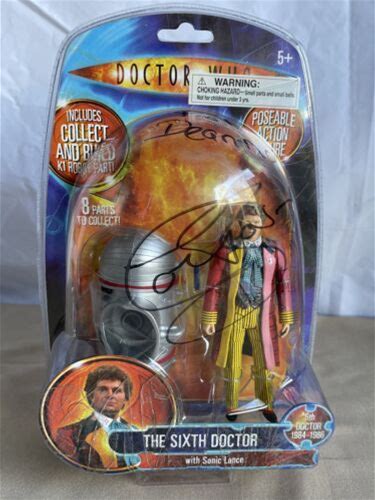 5+
DOCTOR WHO
WARNING:
CHOKING HAZARD—Small parts and small balls
Not for children under 3 yrs.
INCLUDES
COLLECT
AND BUILD
K1 ROBOT PART!
POSEABLE
ACTION
8 PARTS
TO COLLECT!
THE SIXTH DOCTOR
with Sonic Lance
6th
DOCTOR
1984-1986